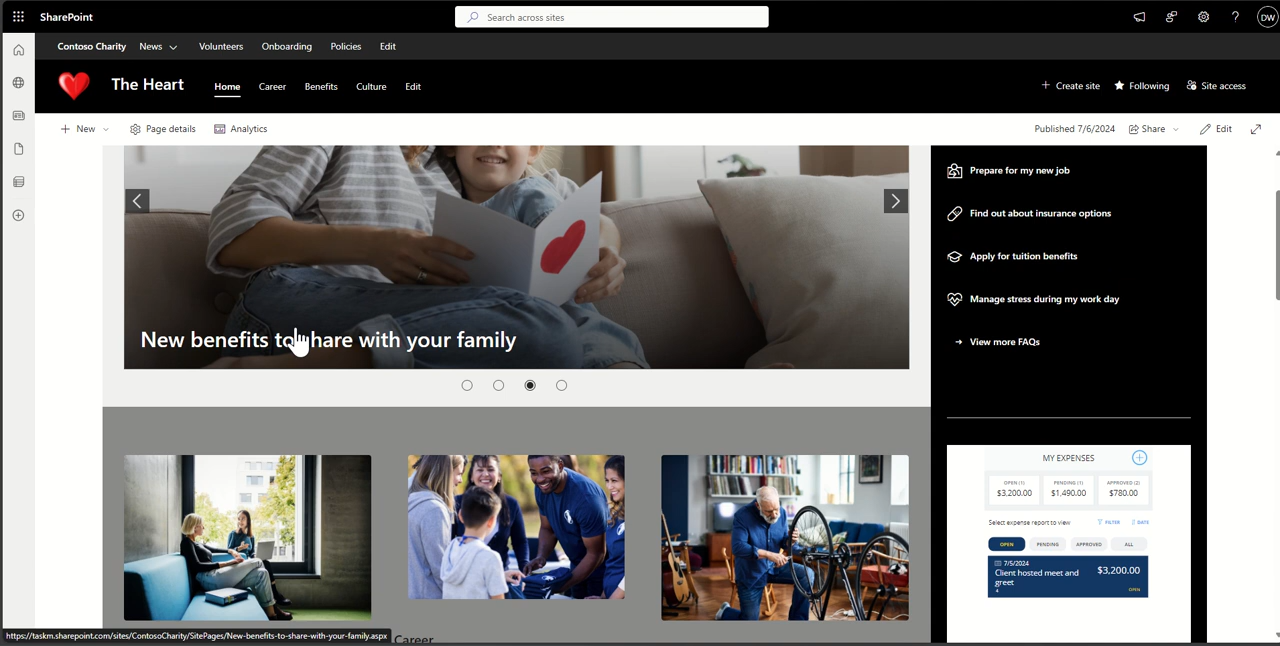 SharePoint
Search across sites
DW
Contoso Charity
News
Volunteers
Onboarding
Policies
Edit
The Heart
Home
Career
Benefits
Culture
Edit
Create site
Following
Site access
New
Page details
Analytics
Published 7/6/2024
Share
Edit
New benefits to share with your family
Prepare for my new job
Find out about insurance options
Apply for tuition benefits
Manage stress during my work day
View more FAQs
MY EXPENSES
OPEN (1)
PENDING (1)
APPROVED (2)
$3,200.00
$1,490.00
$780.00
Select expense report to view
FILTER
DATE
OPEN
PENDING
APPROVED
ALL
7/5/2024
Client hosted meet and
greet
$3,200.00
4
OPEN
https://taskm.sharepoint.com/sites/ContosoCharity/SitePages/New-benefits-to-share-with-your-family.aspx
Career